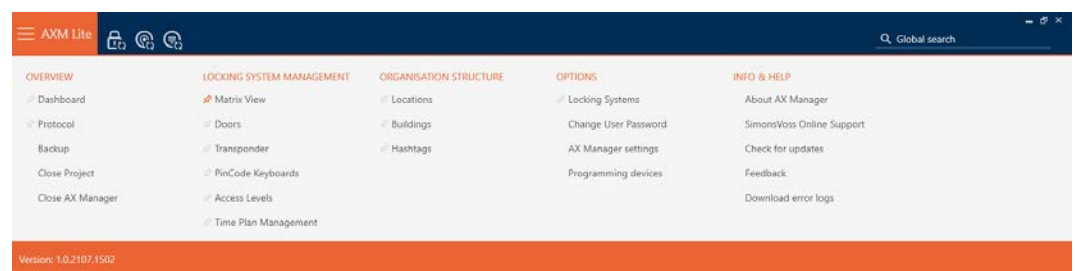 AXM Lite
Global search
OVERVIEW
Dashboard
Protocol
Backup
Close Project
Close AX Manager
LOCKING SYSTEM MANAGEMENT
Matrix View
Doors
Transponder
PinCode Keyboards
Access Levels
Time Plan Management
ORGANISATION STRUCTURE
Locations
Buildings
Hashtags
OPTIONS
Locking Systems
Change User Password
AX Manager settings
Programming devices
INFO & HELP
About AX Manager
SimonsVoss Online Support
Check for updates
Feedback
Download error logs
Version: 1.0.2107.1502